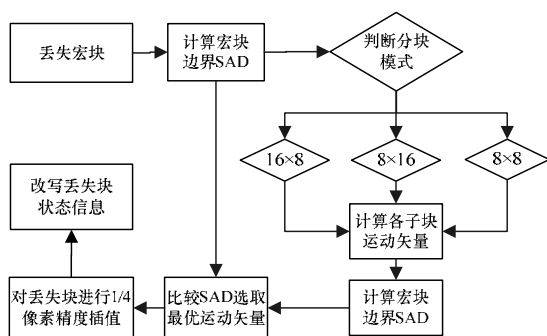 丢失宏块
计算宏块
边界SAD
判断分块
模式
16×8
8×16
8×8
改写丢失块
状态信息
计算各子块
运动矢量
对丢失块进行1/4
像素精度插值
比较SAD选取
最优运动矢量
计算宏块
边界SAD